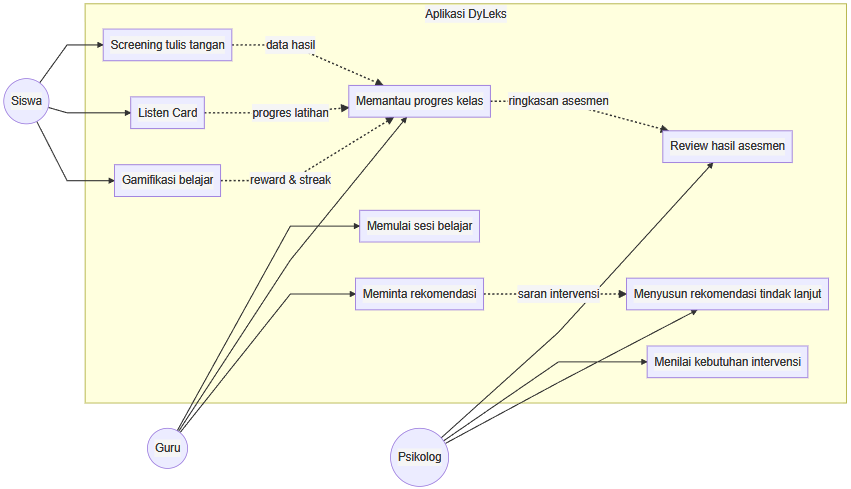 Aplikasi DyLeks
Screening tulis tangan
data hasil
Siswa
Listen Card
progres latihan
Memantau progres kelas
ringkasan asesmen
Review hasil asesmen
Gamifikasi belajar
reward & streak
Memulai sesi belajar
Meminta rekomendasi
saran intervensi
Menyusun rekomendasi tindak lanjut
Menilai kebutuhan intervensi
Guru
Psikolog